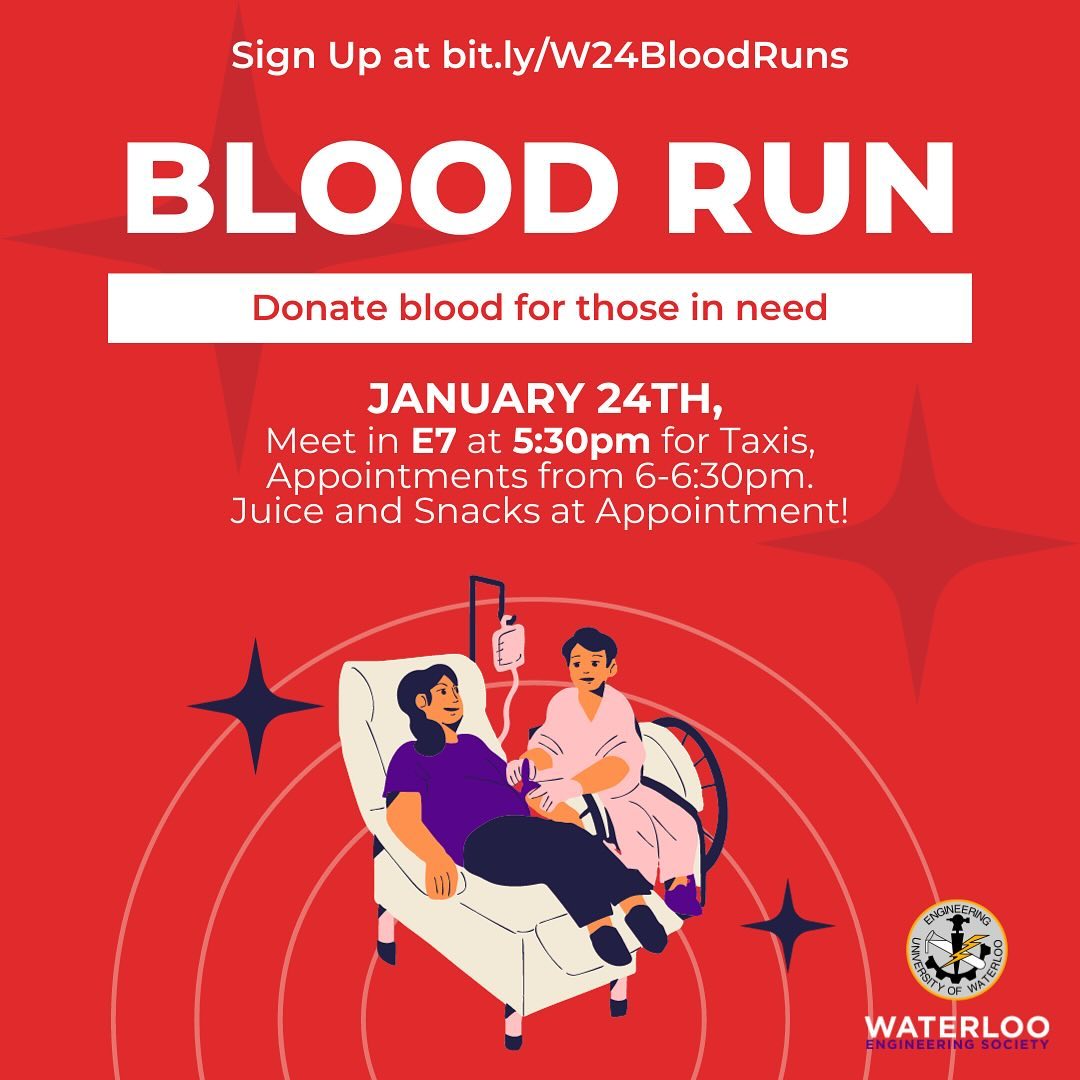 Sign Up at bit.ly/W24BloodRuns
BLOOD RUN
Donate blood for those in need
JANUARY 24TH,
Meet in E7 at 5:30pm for Taxis,
Appointments from 6-6:30pm.
Juice and Snacks at Appointment!
ENGINEERING
UNIVERSITY OF WATERLOO
WATERLOO
ENGINEERING SOCIETY